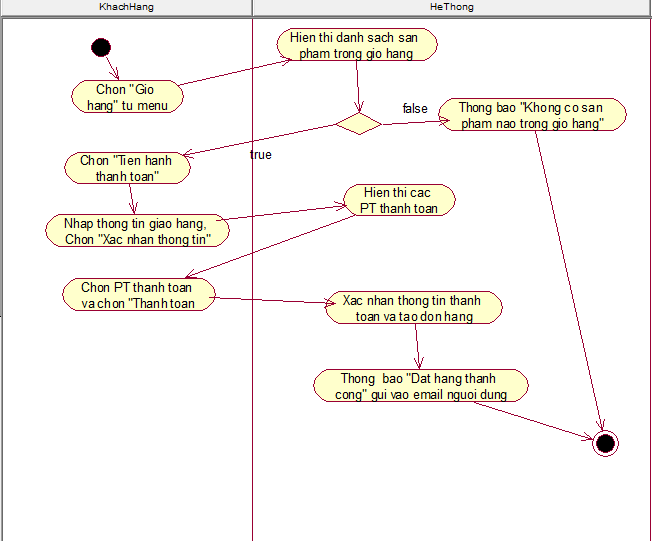 KhachHang
HeThong
Hien thi danh sach san
pham trong gio hang
Chon "Gio
hang" tu menu
false
Thong bao "Khong co san
pham nao trong gio hang"
true
Chon "Tien hanh
thanh toan"
Hien thi cac
PT thanh toan
Nhap thong tin giao hang,
Chon "Xac nhan thong tin"
Chon PT thanh toan
va chon "Thanh toan
Xac nhan thong tin thanh
toan va tao don hang
Thong bao "Dat hang thanh
cong" gui vao email nguoi dung